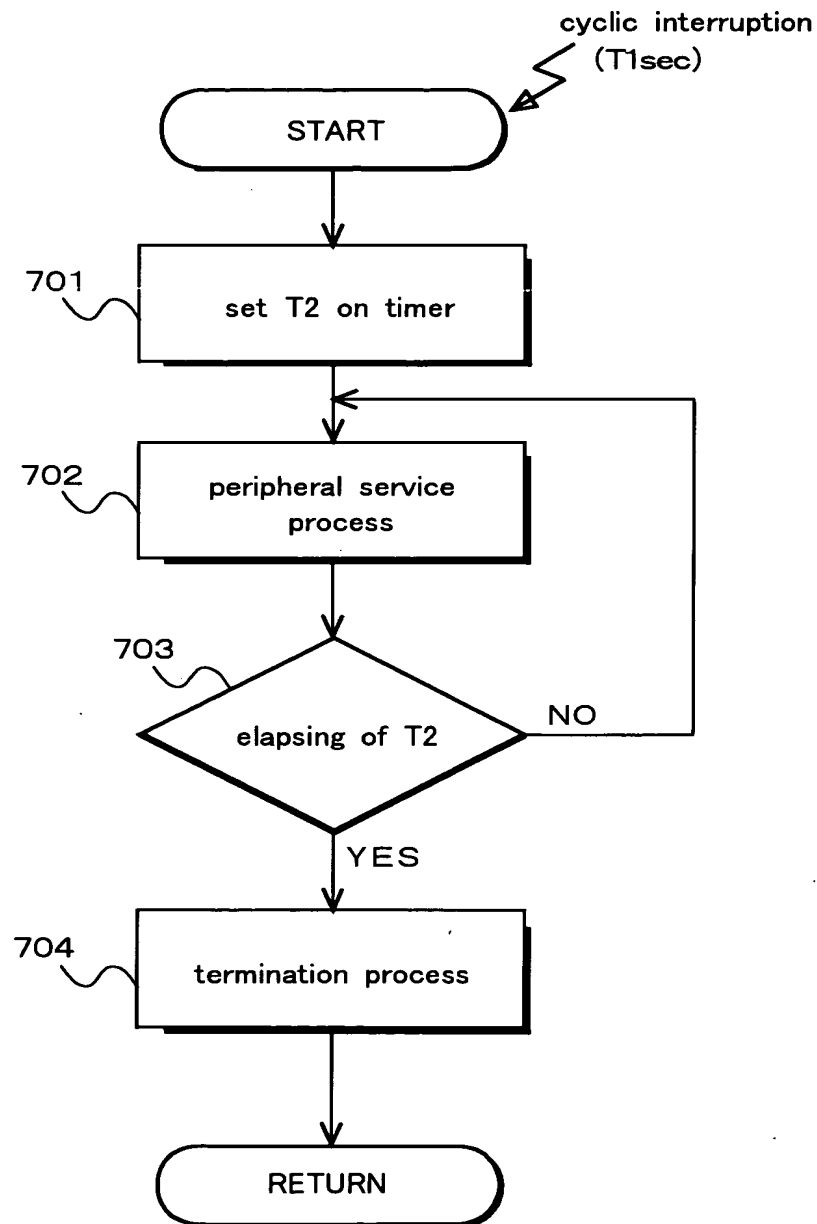 cyclic interruption
(T1sec)
START
701
set T2 on timer
702
peripheral service
process
703
elapsing of T2
NO
YES
704
termination process
RETURN